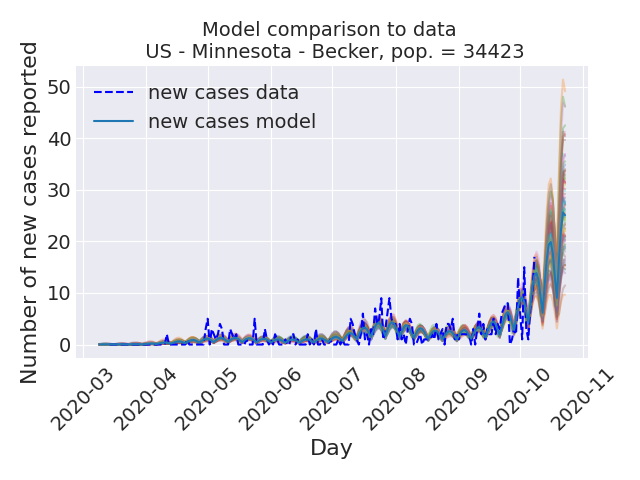 Model comparison to data
US - Minnesota - Becker, pop. = 34423
new cases data
new cases model
Number of new cases reported
50
40
30
20
10
0
2020-03
2020-04
2020-05
2020-06
2020-07
2020-08
2020-09
2020-10
2020-11
Day